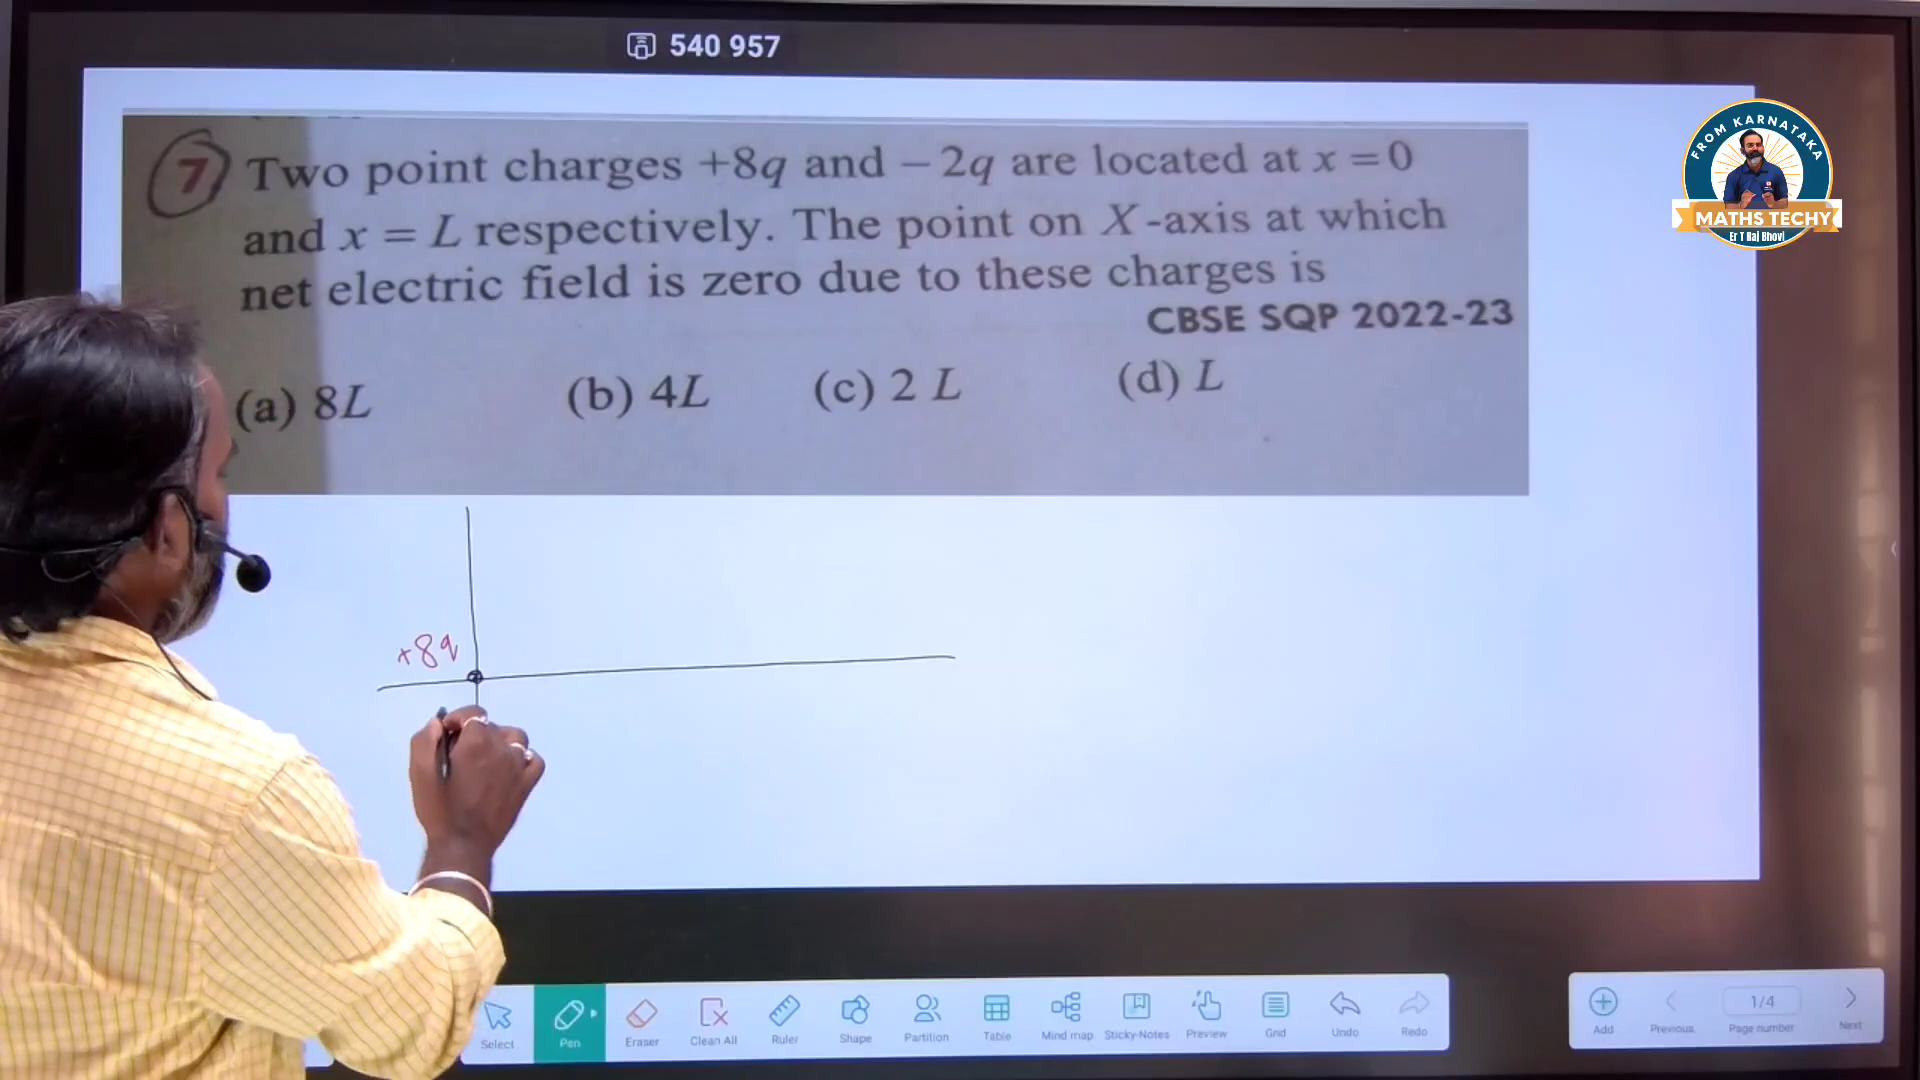 540 957
FROM KARNATAKA
MATHS TECHY
Er T Raj Bhovi
7 Two point charges +8q and −2q are located at x = 0
and x = L respectively. The point on X-axis at which
net electric field is zero due to these charges is
CBSE SQP 2022-23
(a) 8L (b) 4L (c) 2 L (d) L
+8q
Select Pen Eraser Clean All Ruler Shape Partition Table Mind map Sticky-Notes Preview Grid Undo Redo
Add Previous 1/4 Page number Next